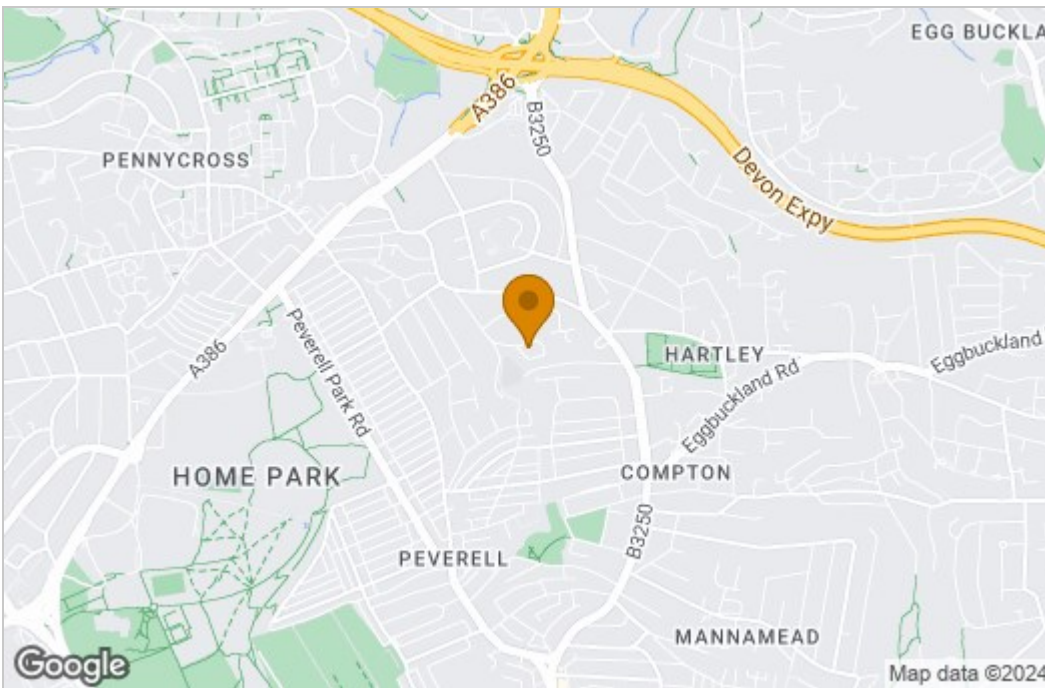 EGG BUCKLA
A386
B3250
PENNYCROSS
Devon Expy
Peverell Park Rd
A386
HARTLEY
Eggbuckland
Eggbuckland Rd
HOME PARK
COMPTON
B3250
PEVERELL
MANNAMEAD
Google
Map data ©2024